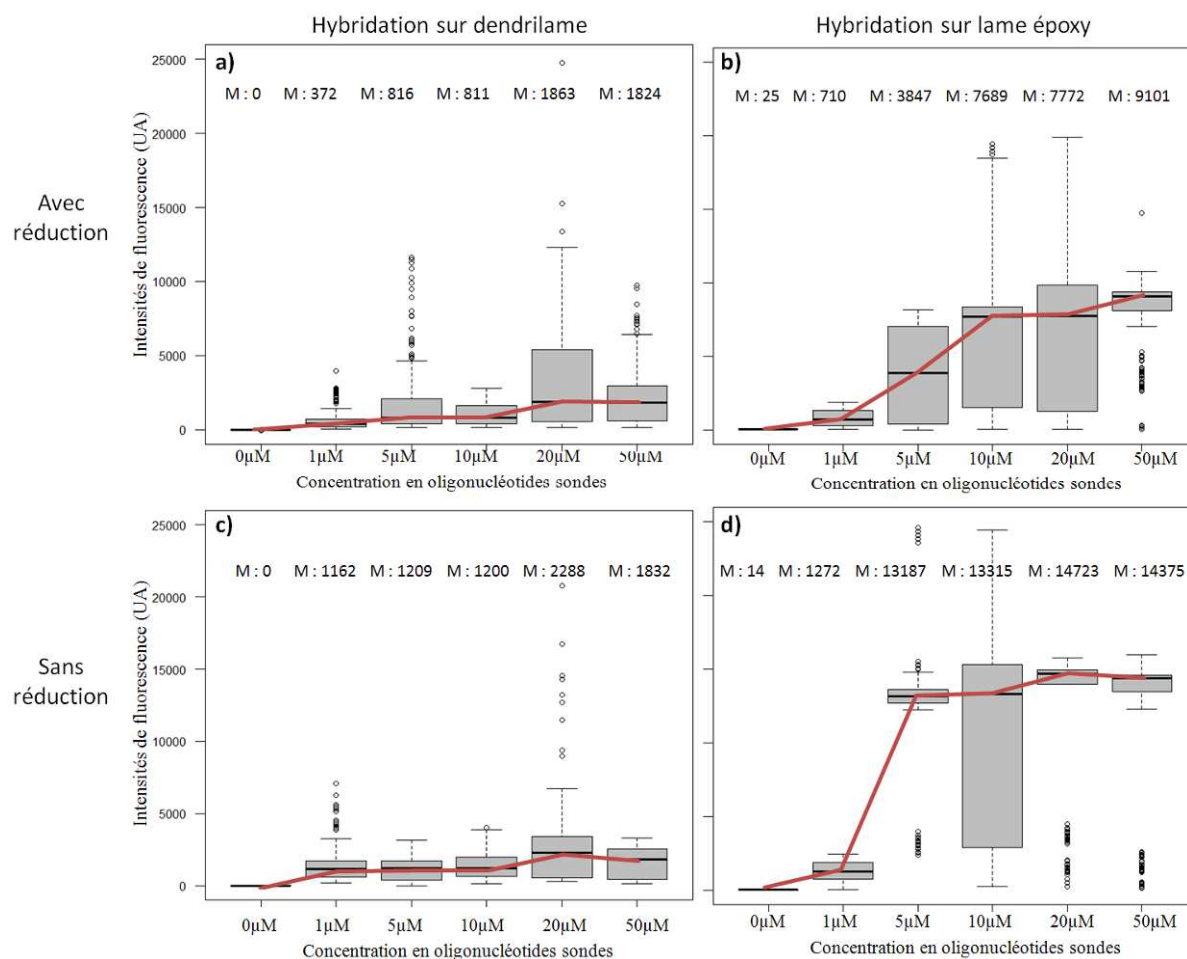 Hybridation sur dendrilame
Hybridation sur lame époxy
Avec
réduction
a)
M : 0 M : 372 M : 816 M : 811 M : 1863 M : 1824
Intensités de fluorescence (UA)
25000
20000
15000
10000
5000
0
0µM 1µM 5µM 10µM 20µM 50µM
Concentration en oligonucléotides sondes
b)
M : 25 M : 710 M : 3847 M : 7689 M : 7772 M : 9101
0µM 1µM 5µM 10µM 20µM 50µM
Concentration en oligonucléotides sondes
Sans
réduction
c)
M : 0 M : 1162 M : 1209 M : 1200 M : 2288 M : 1832
Intensités de fluorescence (UA)
25000
20000
15000
10000
5000
0
0µM 1µM 5µM 10µM 20µM 50µM
Concentration en oligonucléotides sondes
d)
M : 14 M : 1272 M : 13187 M : 13315 M : 14723 M : 14375
0µM 1µM 5µM 10µM 20µM 50µM
Concentration en oligonucléotides sondes